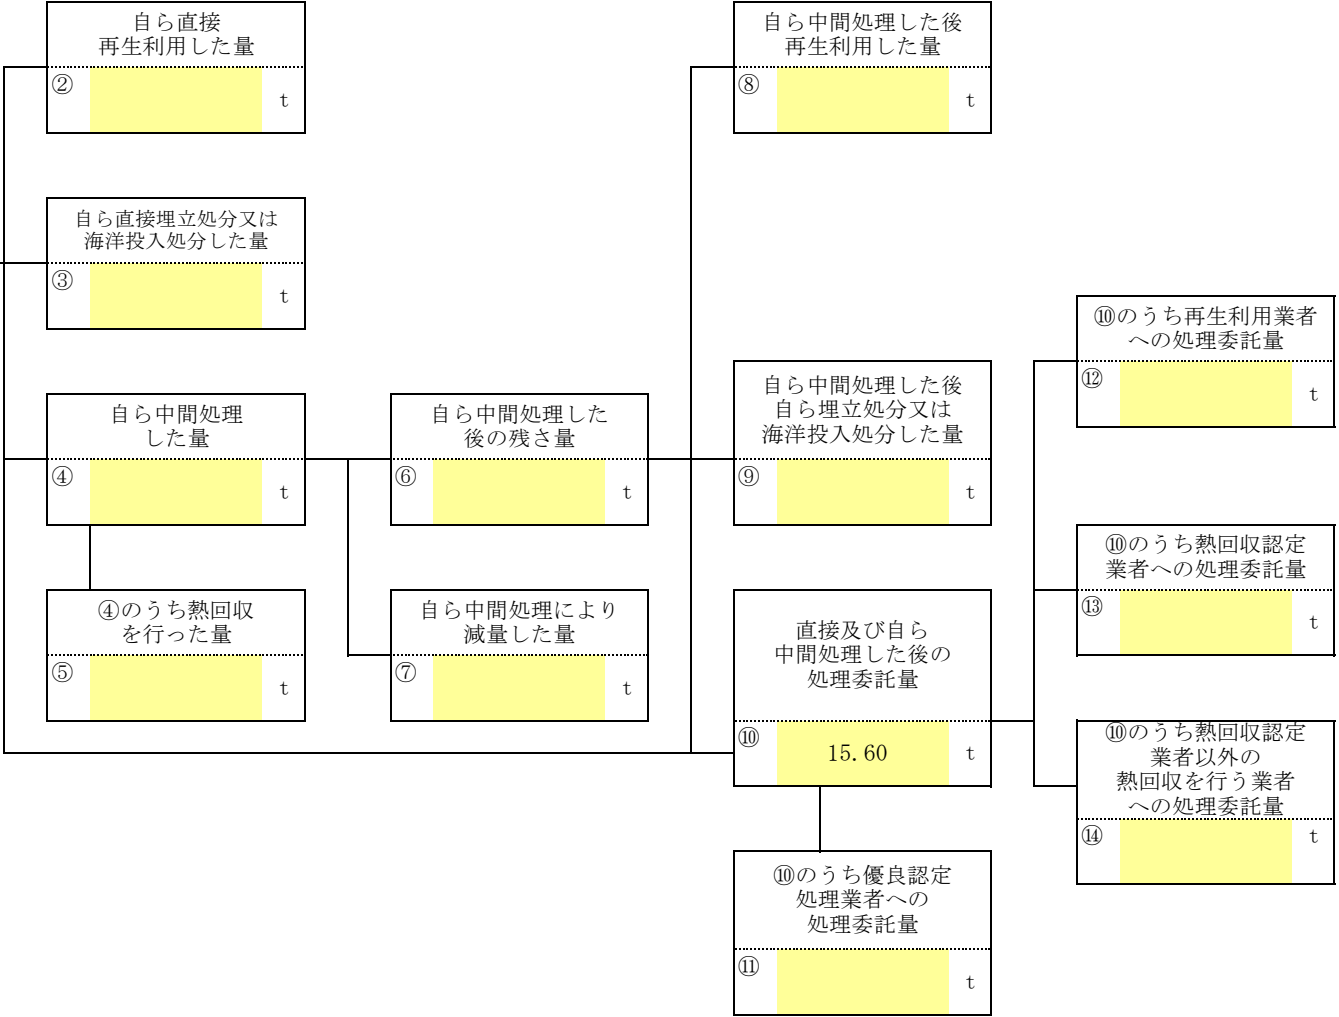 自ら直接
再生利用した量
②
t
自ら中間処理した後
再生利用した量
⑧
t
自ら直接埋立処分又は
海洋投入処分した量
③
t
⑩のうち再生利用業者
への処理委託量
⑫
t
自ら中間処理
した量
④
t
自ら中間処理した
後の残さ量
⑥
t
自ら中間処理した後
自ら埋立処分又は
海洋投入処分した量
⑨
t
⑩のうち熱回収認定
業者への処理委託量
⑬
t
④のうち熱回収
を行った量
⑤
t
自ら中間処理により
減量した量
⑦
t
直接及び自ら
中間処理した後の
処理委託量
⑩
15.60
t
⑩のうち熱回収認定
業者以外の
熱回収を行う業者
への処理委託量
⑭
t
⑩のうち優良認定
処理業者への
処理委託量
⑪
t